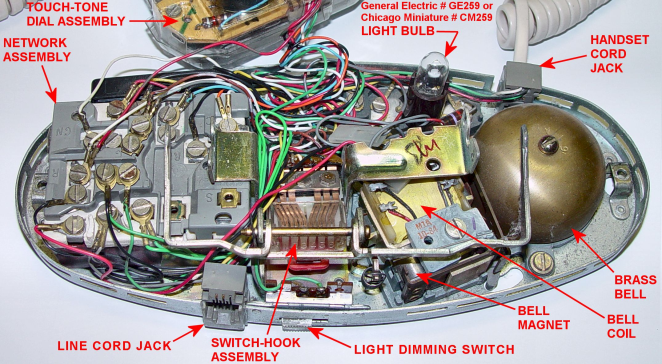 TOUCH-TONE
DIAL ASSEMBLY
General Electric # GE259 or
Chicago Miniature # CM259
LIGHT BULB
NETWORK
ASSEMBLY
HANDSET
CORD
JACK
GN
R
R
S
BRASS
BELL
BELL
MAGNET
BELL
COIL
LINE CORD JACK
SWITCH-HOOK
ASSEMBLY
LIGHT DIMMING SWITCH